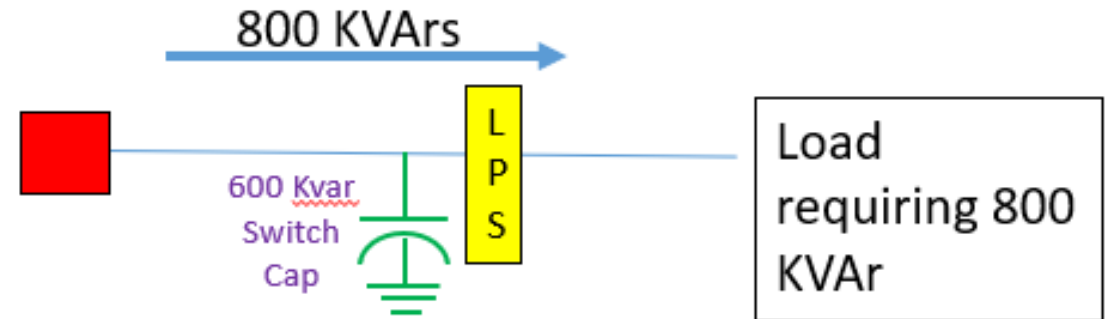 800 KVArs
L
P
S
600 Kvar
Switch
Cap
Load
requiring 800
KVAr